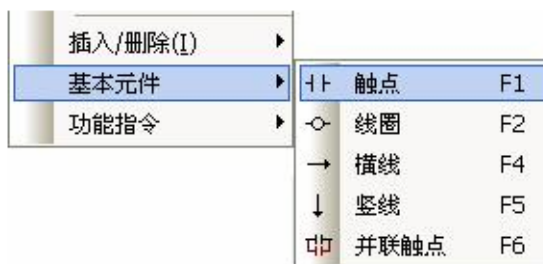 插入/删除(I)
基本元件
功能指令
触点 F1
线圈 F2
横线 F4
竖线 F5
并联触点 F6